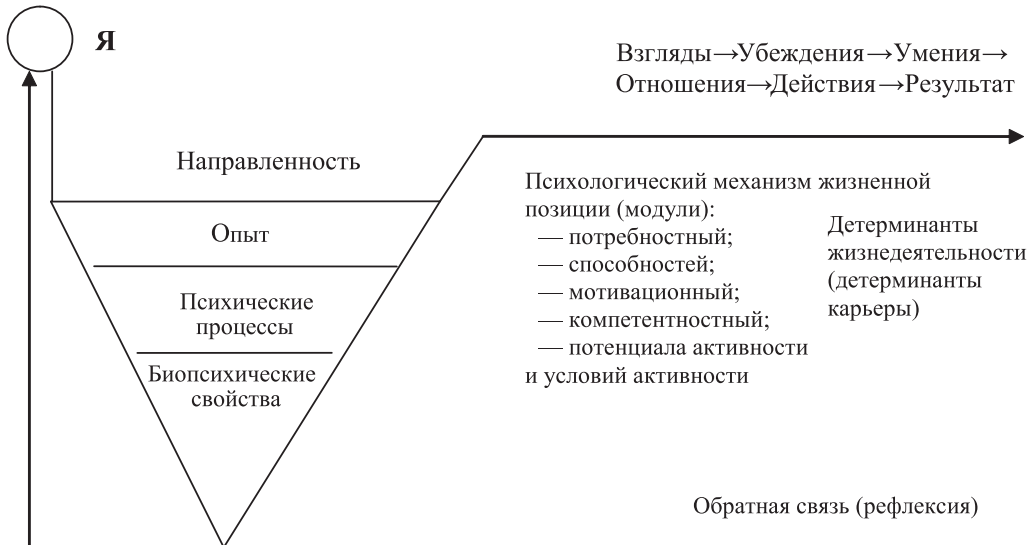 Я
Взгляды→Убеждения→Умения→
Отношения→Действия→Результат
Направленность
Опыт
Психические
процессы
Биопсихические
свойства
Психологический механизм жизненной
позиции (модули):
— потребностный;
— способностей;
— мотивационный;
— компетентностный;
— потенциала активности
и условий активности
Детерминанты
жизнедеятельности
(детерминанты
карьеры)
Обратная связь (рефлексия)